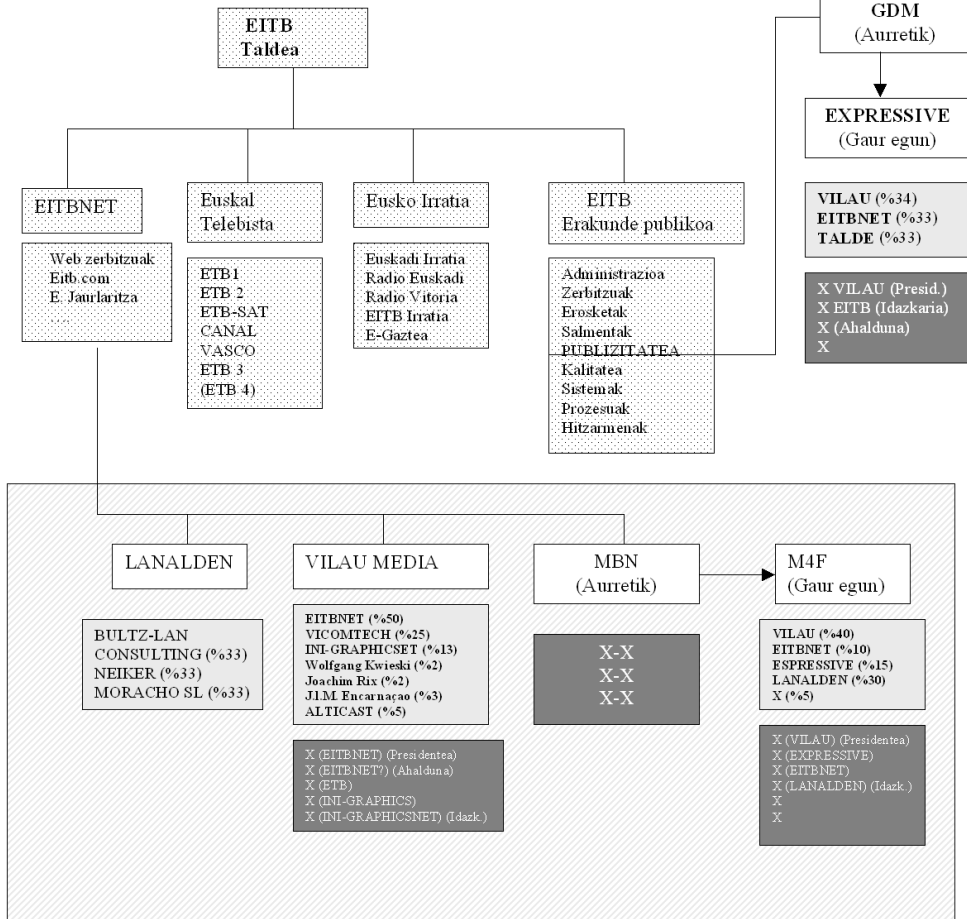 EITB
Taldea
GDM
(Aurretik)
EXPRESSIVE
(Gaur egun)
VILAU (%34)
EITBNET (%33)
TALDE (%33)
X VILAU (Presid.)
X EITB (Idazkaria)
X (Ahalduna)
X
EITBNET
Web zerbitzuak
Eitb.com
E. Jaurlaritza
.....
Euskal
Telebista
ETB1
ETB 2
ETB-SAT
CANAL
VASCO
ETB 3
(ETB 4)
Eusko Irratia
Euskadi Irratia
Radio Euskadi
Radio Vitoria
EITB Irratia
E-Gaztea
EITB
Erakunde publikoa
Administrazioa
Zerbitzuak
Erosketak
Salmentak
PUBLIZITATEA
Kalitatea
Sistemak
Prozesuak
Hitzarmenak
LANALDEN
BULTZ-LAN
CONSULTING (%33)
NEIKER (%33)
MORACHO SL (%33)
VILAU MEDIA
EITBNET (%50)
VICOMTECH (%25)
INI-GRAPHICSET (%13)
Wolfgang Kwieski (%2)
Joachim Rix (%2)
J.l.M. Encarnaçao (%3)
ALTICAST (%5)
X (EITBNET) (Presidentea)
X (EITBNET?) (Ahalduna)
X (ETB)
X (INI-GRAPHICS)
X (INI-GRAPHICSNET) (Idazk.)
MBN
(Aurretik)
X-X
X-X
X-X
M4F
(Gaur egun)
VILAU (%40)
EITBNET (%10)
ESPRESSIVE (%15)
LANALDEN (%30)
X (%5)
X (VILAU) (Presidentea)
X (EXPRESSIVE)
X (EITBNET)
X (LANALDEN) (Idazk.)
X
X